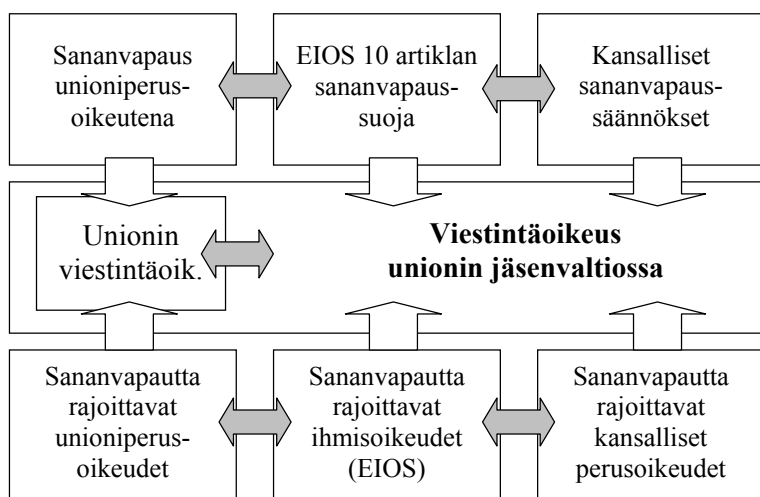 Sananvapaus
unioniperus-
oikeutena
EIOS 10 artiklan
sananvapaus-
suoja
Kansalliset
sananvapaus-
säännökset
Unionin
viestintäoik.
Viestintäoikeus
unionin jäsenvaltiossa
Sananvapautta
rajoittavat
unioniperus-
oikeudet
Sananvapautta
rajoittavat
ihmisoikeudet
(EIOS)
Sananvapautta
rajoittavat
kansalliset
perusoikeudet